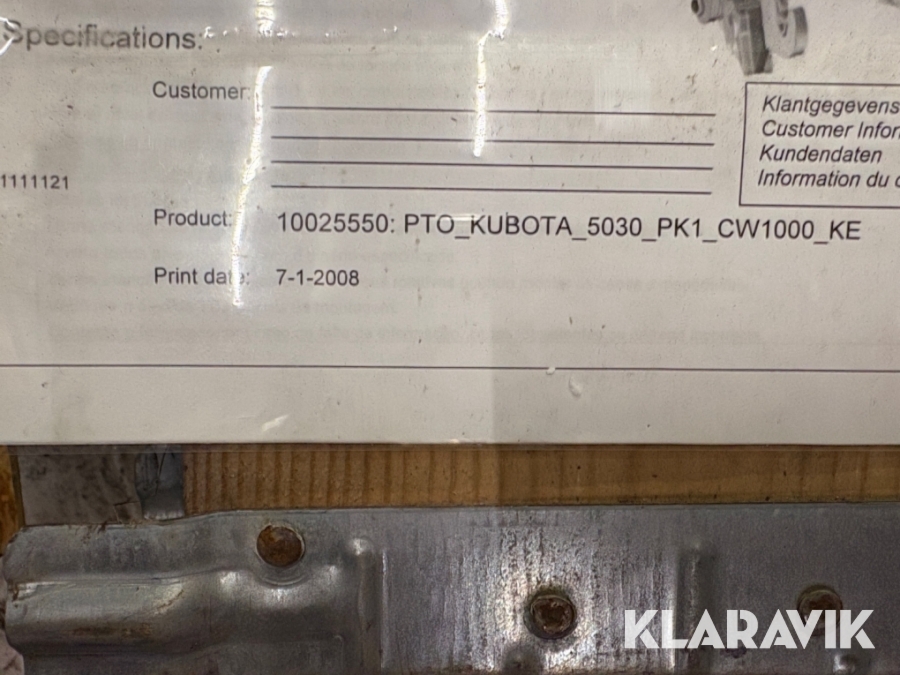 Specifications:
Customer:
Klantgegevens
Customer Infor
Kundendaten
Information du c
1111121
Product: 10025550: PTO_KUBOTA_5030_PK1_CW1000_KE
Print date: 7-1-2008
KLARAVIK